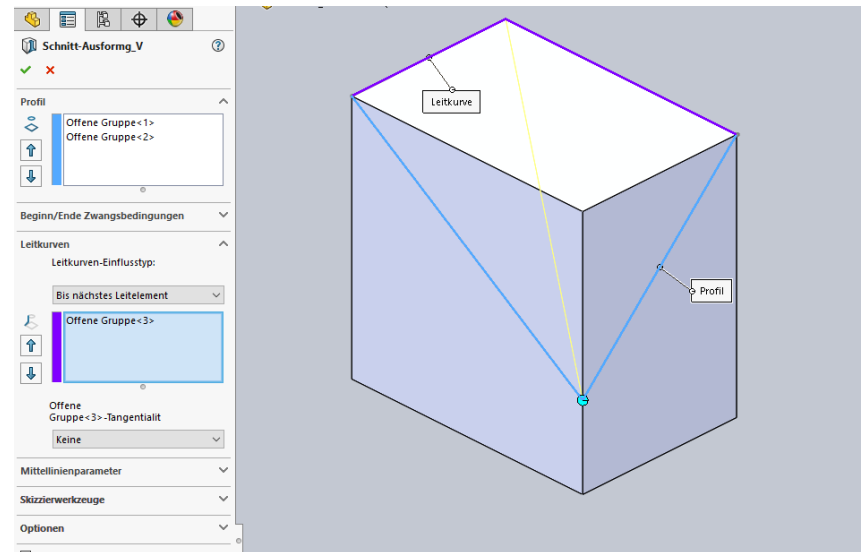 Schnitt-Ausformg_V
Profil
Offene Gruppe<1>
Offene Gruppe<2>
Beginn/Ende Zwangsbedingungen
Leitkurven
Leitkurven-Einflusstyp:
Bis nächstes Leitelement
Offene Gruppe<3>
Offene
Gruppe<3>-Tangentialit
Keine
Mittellinienparameter
Skizzierwerkzeuge
Optionen
Leitkurve
Profil